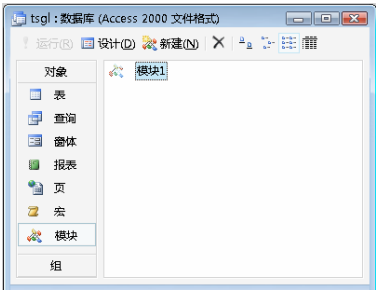 tsgl : 数据库 (Access 2000 文件格式)
运行(R) 设计(D) 新建(N)
对象
模块1
表
查询
窗体
报表
页
宏
模块
组